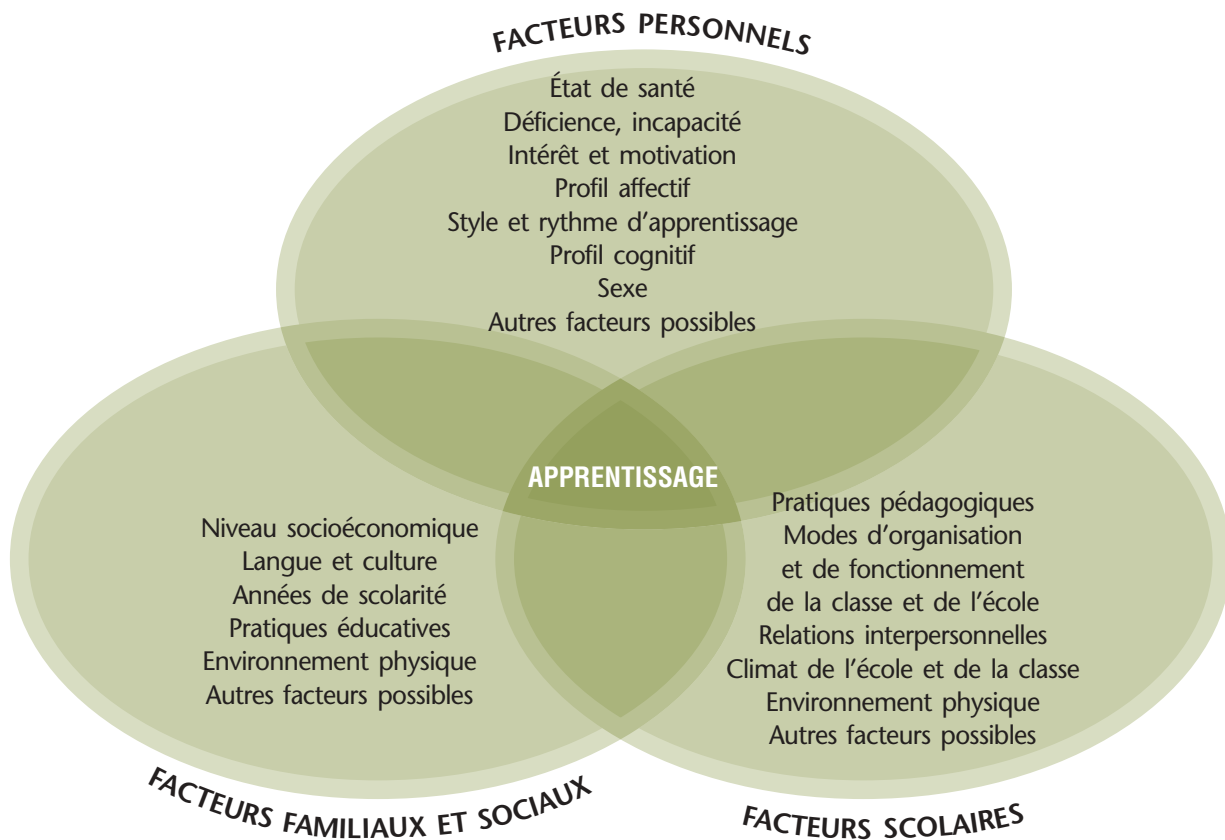 FACTEURS PERSONNELS
État de santé
Déficience, incapacité
Intérêt et motivation
Profil affectif
Style et rythme d'apprentissage
Profil cognitif
Sexe
Autres facteurs possibles
APPRENTISSAGE
Niveau socioéconomique
Langue et culture
Années de scolarité
Pratiques éducatives
Environnement physique
Autres facteurs possibles
FACTEURS FAMILIAUX ET SOCIAUX
Pratiques pédagogiques
Modes d'organisation
et de fonctionnement
de la classe et de l'école
Relations interpersonnelles
Climat de l'école et de la classe
Environnement physique
Autres facteurs possibles
FACTEURS SCOLAIRES